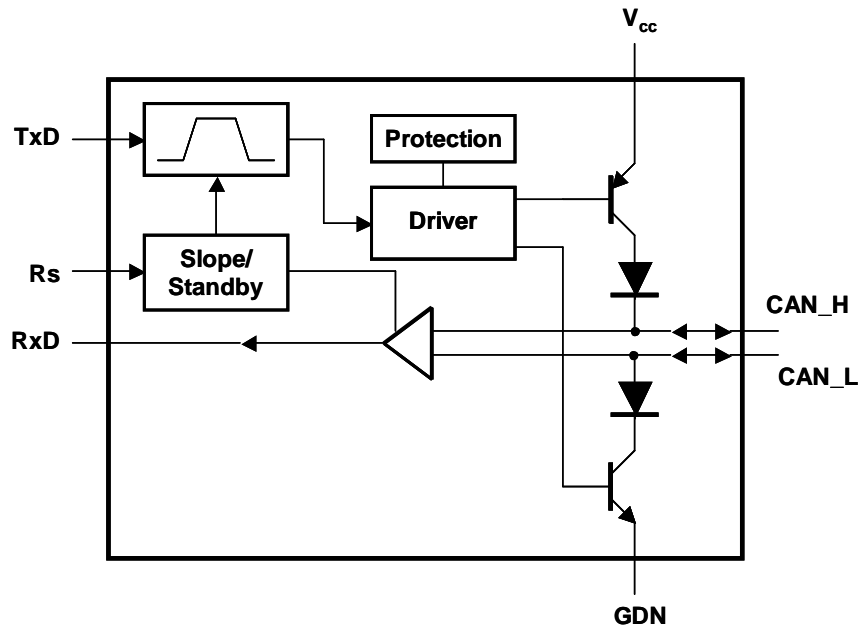 Vcc
TxD
Protection
Driver
Rs
Slope/
Standby
CAN_H
RxD
CAN_L
GDN